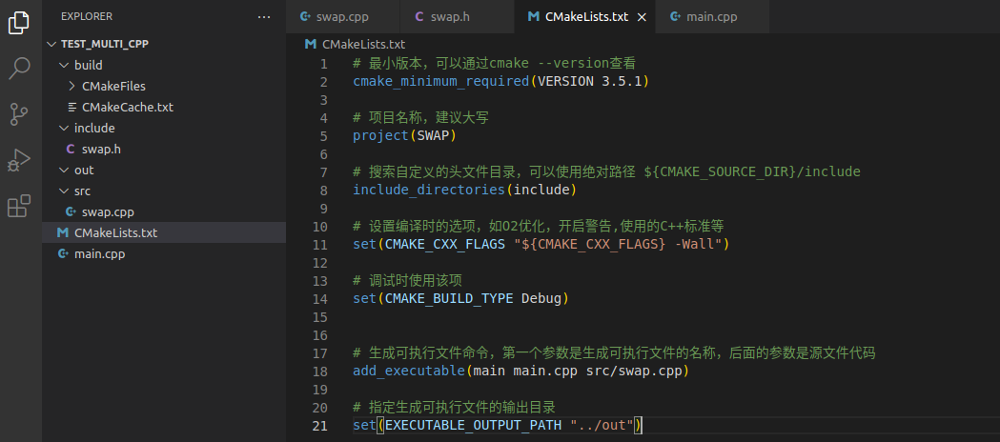 EXPLORER
TEST_MULTI_CPP
build
CMakeFiles
CMakeCache.txt
include
swap.h
out
src
swap.cpp
CMakeLists.txt
main.cpp
swap.cpp
swap.h
CMakeLists.txt
main.cpp
CMakeLists.txt
1 # 最小版本，可以通过cmake --version查看
2 cmake_minimum_required(VERSION 3.5.1)
3
4 # 项目名称，建议大写
5 project(SWAP)
6
7 # 搜索自定义的头文件目录，可以使用绝对路径 ${CMAKE_SOURCE_DIR}/include
8 include_directories(include)
9
10 # 设置编译时的选项，如O2优化，开启警告,使用的C++标准等
11 set(CMAKE_CXX_FLAGS "${CMAKE_CXX_FLAGS} -Wall")
12
13 # 调试时使用该项
14 set(CMAKE_BUILD_TYPE Debug)
15
16
17 # 生成可执行文件命令，第一个参数是生成可执行文件的名称，后面的参数是源文件代码
18 add_executable(main main.cpp src/swap.cpp)
19
20 # 指定生成可执行文件的输出目录
21 set(EXECUTABLE_OUTPUT_PATH "../out")